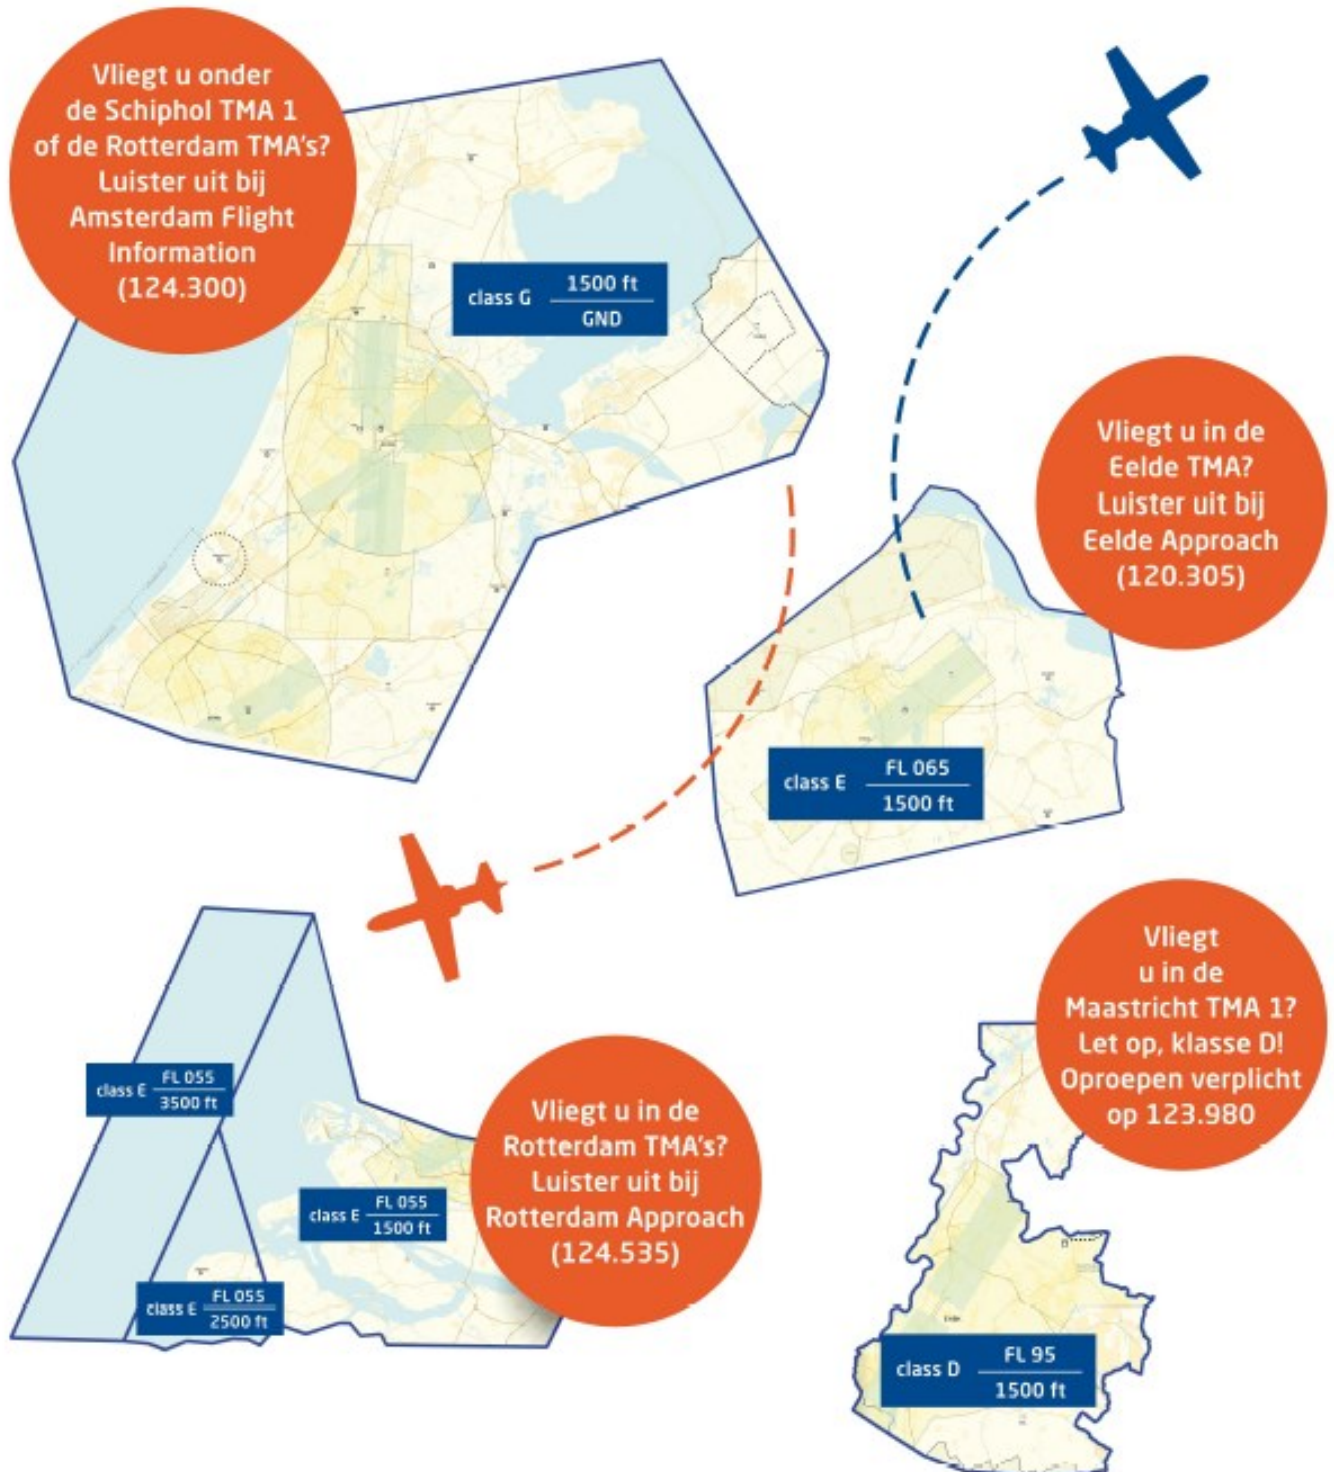 Vliegt u onder
de Schiphol TMA 1
of de Rotterdam TMA's?
Luister uit bij
Amsterdam Flight
Information
(124.300)
class G
1500 ft
GND
Vliegt u in de
Eelde TMA?
Luister uit bij
Eelde Approach
(120.305)
class E
FL 065
1500 ft
Vliegt
u in de
Maastricht TMA 1?
Let op, klasse D!
Oproepen verplicht
op 123.980
class E
FL 055
3500 ft
Vliegt u in de
Rotterdam TMA's?
Luister uit bij
Rotterdam Approach
(124.535)
class E
FL 055
1500 ft
class E
FL 055
2500 ft
class D
FL 95
1500 ft